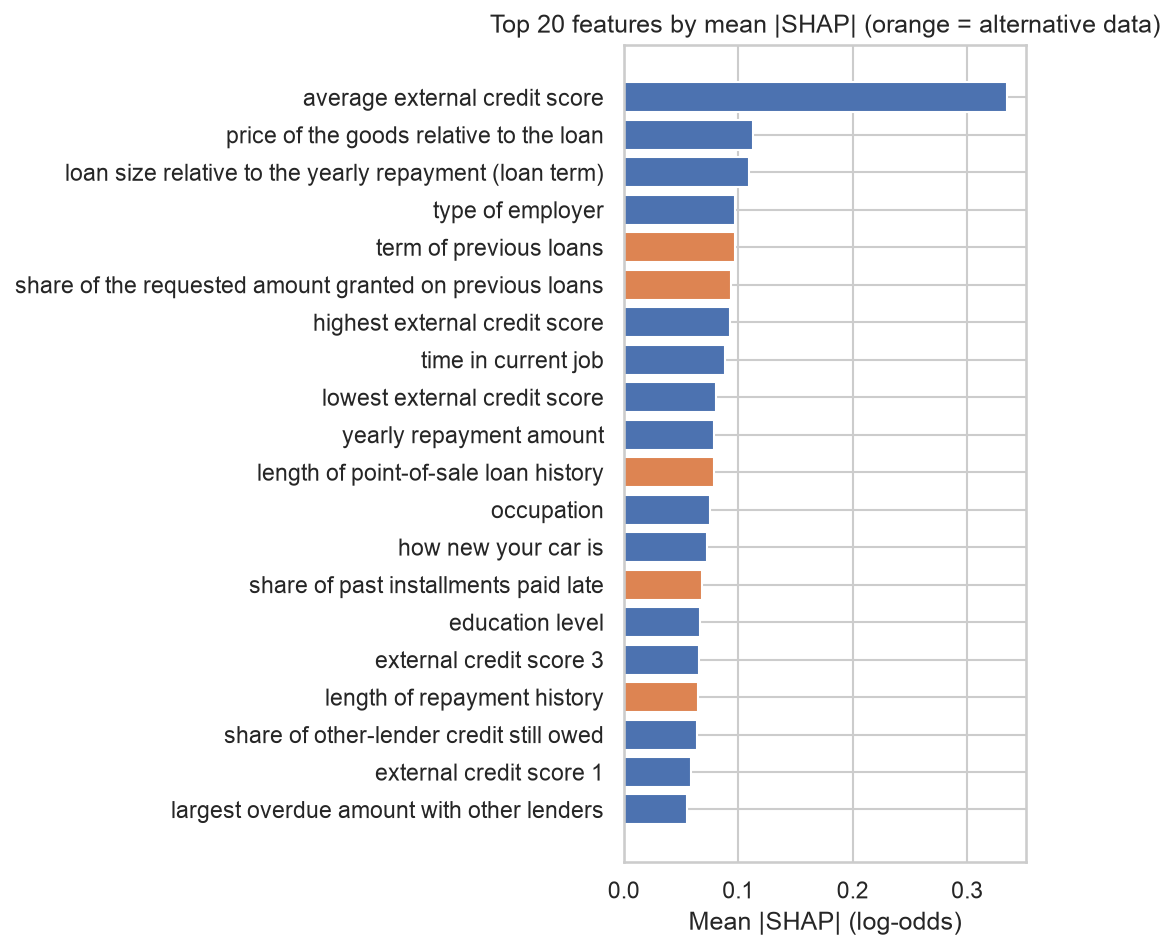 Top 20 features by mean |SHAP| (orange = alternative data)
average external credit score
price of the goods relative to the loan
loan size relative to the yearly repayment (loan term)
type of employer
term of previous loans
share of the requested amount granted on previous loans
highest external credit score
time in current job
lowest external credit score
yearly repayment amount
length of point-of-sale loan history
occupation
how new your car is
share of past installments paid late
education level
external credit score 3
length of repayment history
share of other-lender credit still owed
external credit score 1
largest overdue amount with other lenders
0.0 0.1 0.2 0.3
Mean |SHAP| (log-odds)